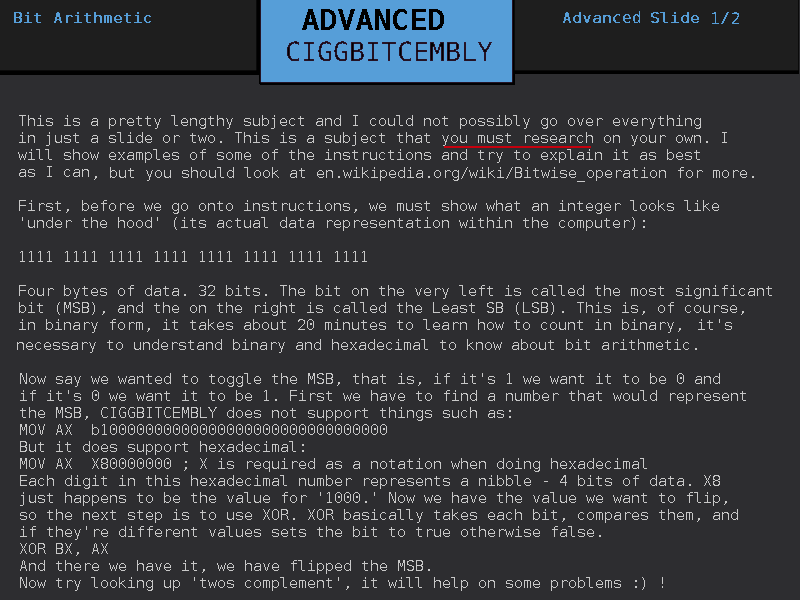 Bit Arithmetic
ADVANCED
CIGGBITCEMBLY
Advanced Slide 1/2
This is a pretty lengthy subject and I could not possibly go over everything
in just a slide or two. This is a subject that you must research on your own. I
will show examples of some of the instructions and try to explain it as best
as I can, but you should look at en.wikipedia.org/wiki/Bitwise_operation for more.
First, before we go onto instructions, we must show what an integer looks like
'under the hood' (its actual data representation within the computer):
1111 1111 1111 1111 1111 1111 1111 1111
Four bytes of data. 32 bits. The bit on the very left is called the most significant
bit (MSB), and the on the right is called the Least SB (LSB). This is, of course,
in binary form, it takes about 20 minutes to learn how to count in binary, it's
necessary to understand binary and hexadecimal to know about bit arithmetic.
Now say we wanted to toggle the MSB, that is, if it's 1 we want it to be 0 and
if it's 0 we want it to be 1. First we have to find a number that would represent
the MSB, CIGGBITCEMBLY does not support things such as:
MOV AX  b10000000000000000000000000000000
But it does support hexadecimal:
MOV AX  X80000000 ; X is required as a notation when doing hexadecimal
Each digit in this hexadecimal number represents a nibble - 4 bits of data. X8
just happens to be the value for '1000.' Now we have the value we want to flip,
so the next step is to use XOR. XOR basically takes each bit, compares them, and
if they're different values sets the bit to true otherwise false.
XOR BX, AX
And there we have it, we have flipped the MSB.
Now try looking up 'twos complement', it will help on some problems :) !